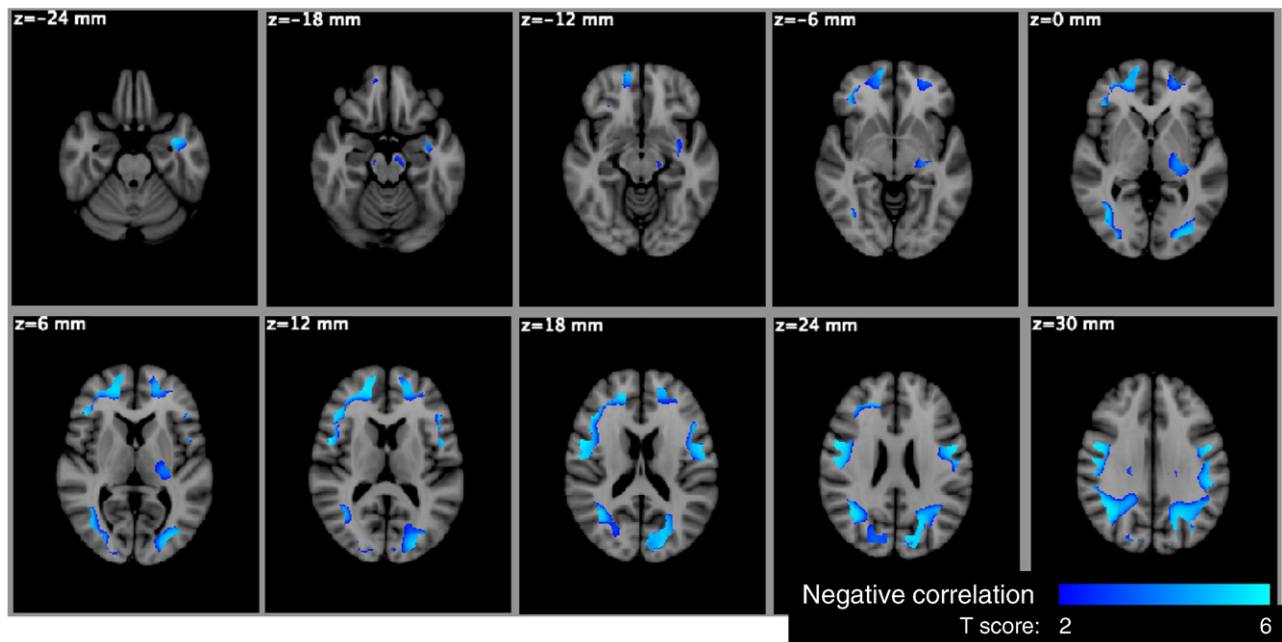 z=-24 mm
z=-18 mm
z=-12 mm
z=-6 mm
z=0 mm
z=6 mm
z=12 mm
z=18 mm
z=24 mm
z=30 mm
Negative correlation
T score: 2 6